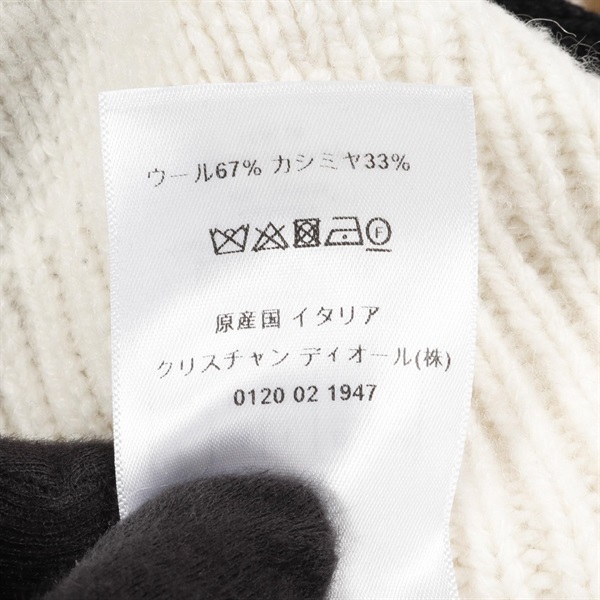 ウール67% カシミヤ33%
原産国 イタリア
クリスチャン ディオール(株)
0120 02 1947